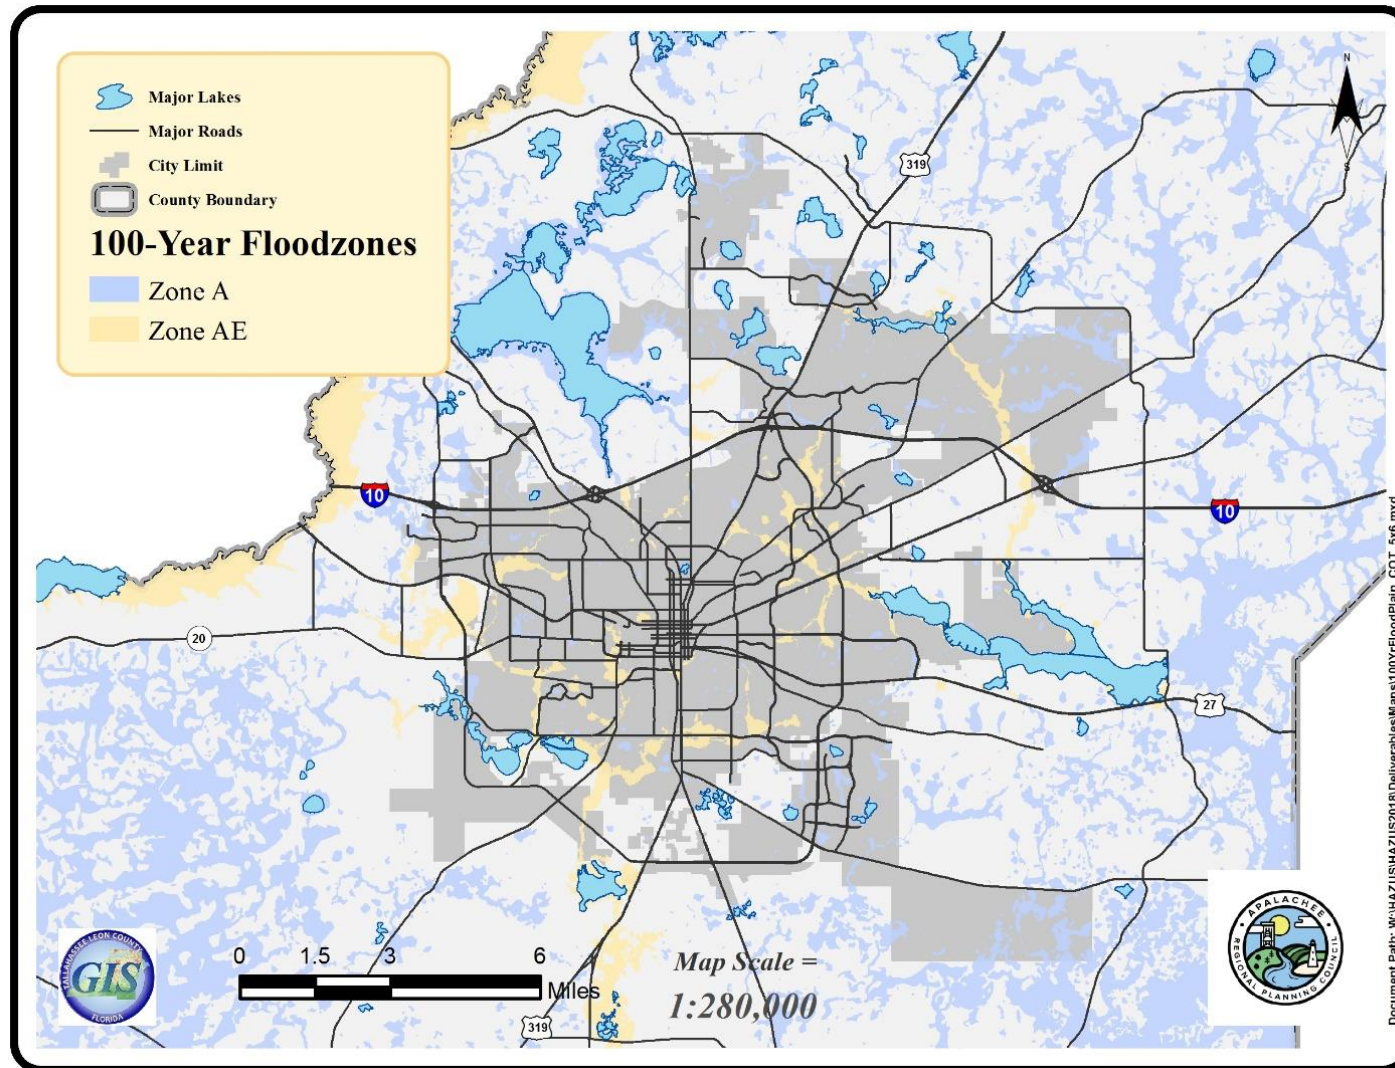 Major Lakes
Major Roads
City Limit
County Boundary
100-Year Floodzones
Zone A
Zone AE
N
S
319
10
10
20
27
319
0 1.5 3 6
Miles
Map Scale =
1:280,000
TALLAHASSEE LEON COUNTY
GIS
FLORIDA
APALACHEE
REGIONAL PLANNING COUNCIL